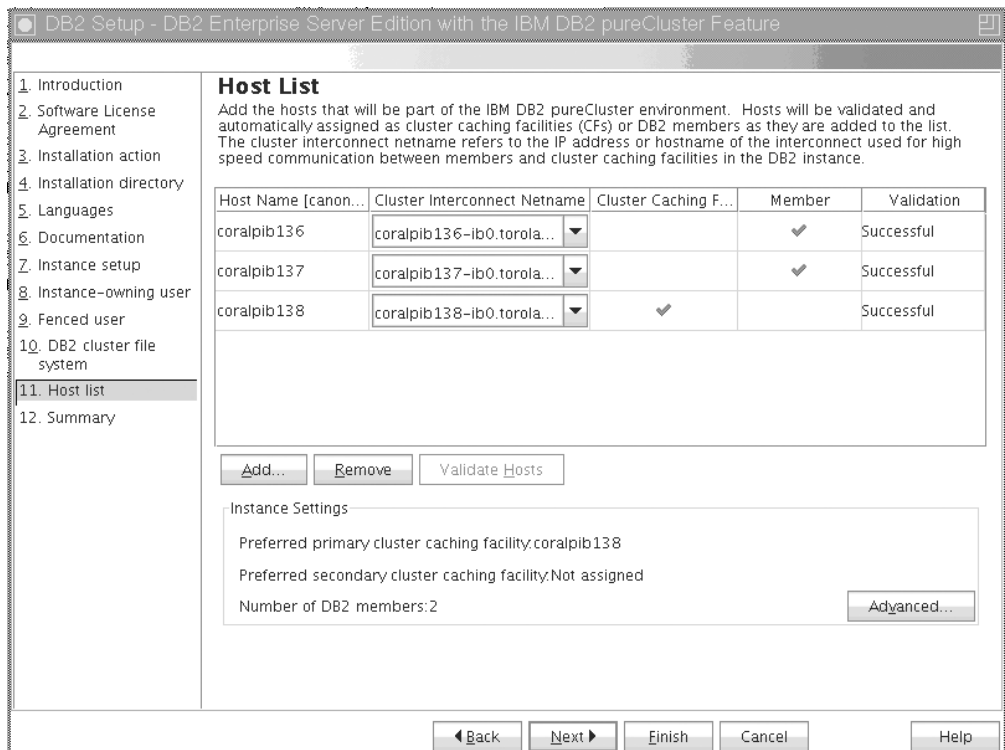 DB2 Setup - DB2 Enterprise Server Edition with the IBM DB2 pureCluster Feature
1. Introduction
2. Software License
Agreement
3. Installation action
4. Installation directory
5. Languages
6. Documentation
7. Instance setup
8. Instance-owning user
9. Fenced user
10. DB2 cluster file
system
11. Host list
12. Summary
Host List
Add the hosts that will be part of the IBM DB2 pureCluster environment. Hosts will be validated and
automatically assigned as cluster caching facilities (CFs) or DB2 members as they are added to the list.
The cluster interconnect netname refers to the IP address or hostname of the interconnect used for high
speed communication between members and cluster caching facilities in the DB2 instance.
Host Name [canon... Cluster Interconnect Netname Cluster Caching F... Member Validation
coralpib136 coralpib136-ib0.torola... Successful
coralpib137 coralpib137-ib0.torola... Successful
coralpib138 coralpib138-ib0.torola... Successful
Add... Remove Validate Hosts
Instance Settings
Preferred primary cluster caching facility:coralpib138
Preferred secondary cluster caching facility:Not assigned
Number of DB2 members:2 Advanced...
Back Next Finish Cancel Help